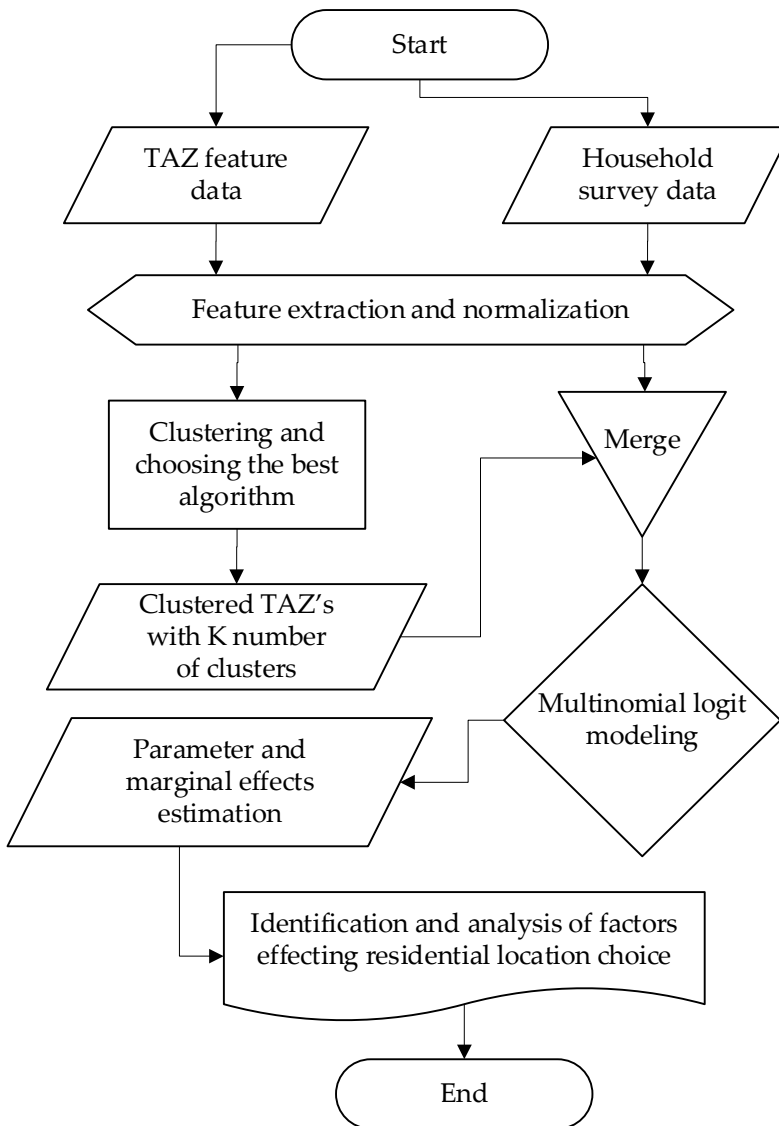 Start
TAZ feature
data
Household
survey data
Feature extraction and normalization
Clustering and
choosing the best
algorithm
Merge
Clustered TAZ's
with K number
of clusters
Multinomial logit
modeling
Parameter and
marginal effects
estimation
Identification and analysis of factors
effecting residential location choice
End